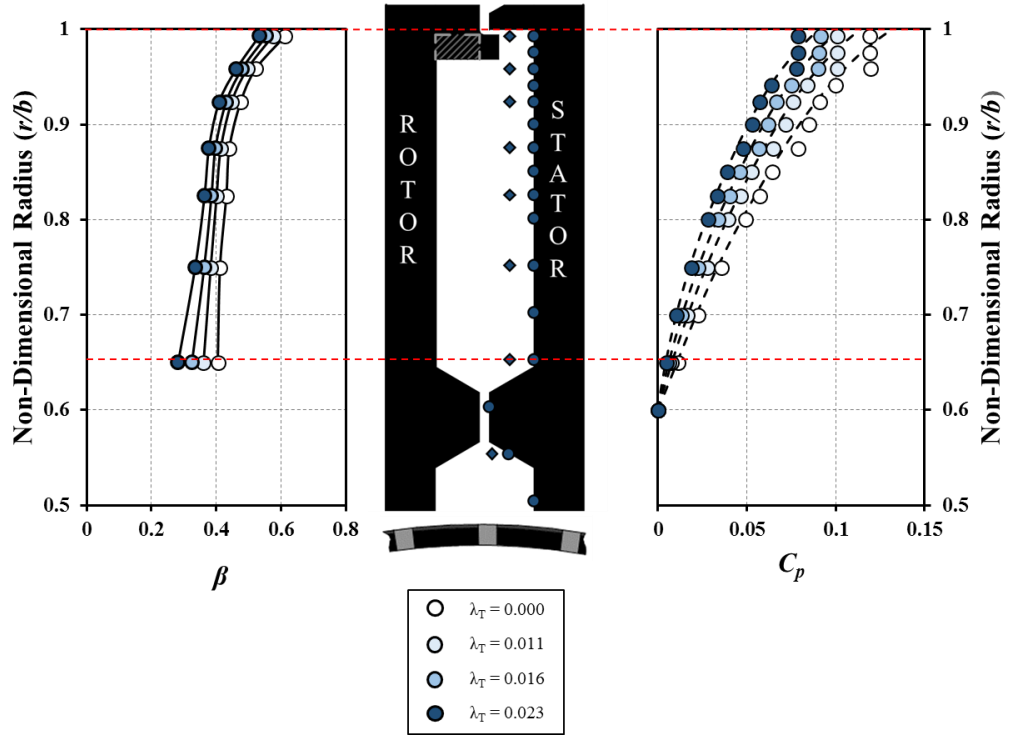 Non-Dimensional Radius (r/b)
1
0.9
0.8
0.7
0.6
0.5
0
0.2
0.4
0.6
0.8
β
ROTOR
STATOR
1
0.9
0.8
0.7
0.6
0.5
0
0.05
0.1
0.15
Cₚ
Non-Dimensional Radius (r/b)
λT = 0.000
λT = 0.011
λT = 0.016
λT = 0.023